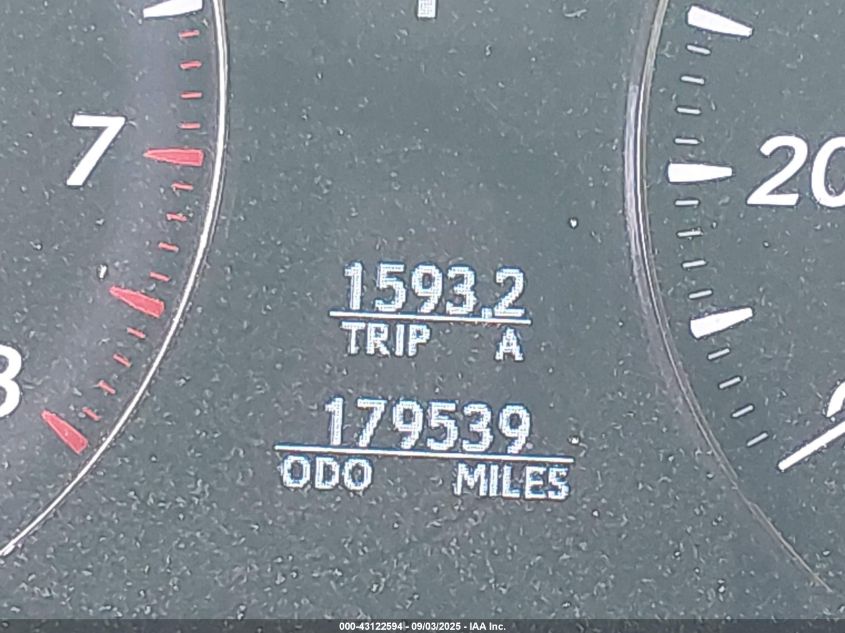 7
20
1593.2
TRIP A
179539
ODO MILES
000-43122594 - 09/03/2025 - IAA Inc.